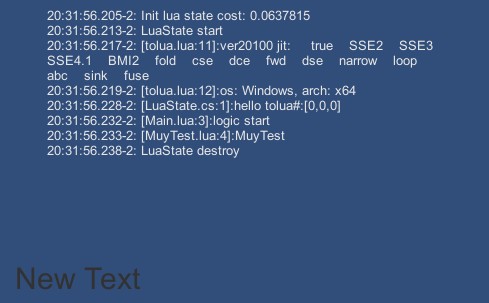 20:31:56.205-2: Init lua state cost: 0.0637815
20:31:56.213-2: LuaState start
20:31:56.217-2: [tolua.lua:11]:ver20100 jit: true SSE2 SSE3
SSE4.1 BMI2 fold cse dce fwd dse narrow loop
abc sink fuse
20:31:56.219-2: [tolua.lua:12]:os: Windows, arch: x64
20:31:56.228-2: [LuaState.cs:1]:hello tolua#:[0,0,0]
20:31:56.232-2: [Main.lua:3]:logic start
20:31:56.233-2: [MuyTest.lua:4]:MuyTest
20:31:56.238-2: LuaState destroy
New Text